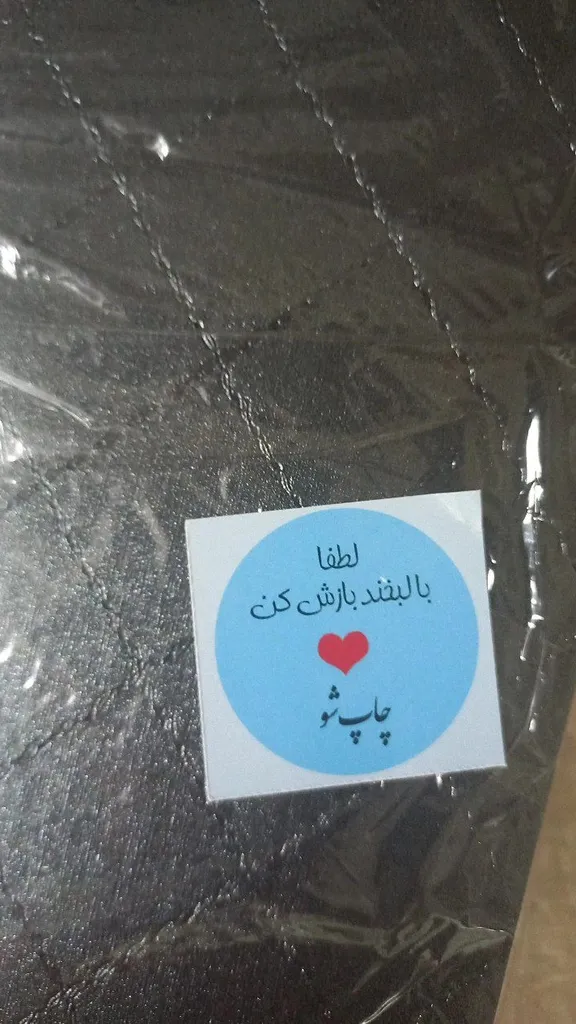 لطفا
با لبخند بازش کن
چاپ شو